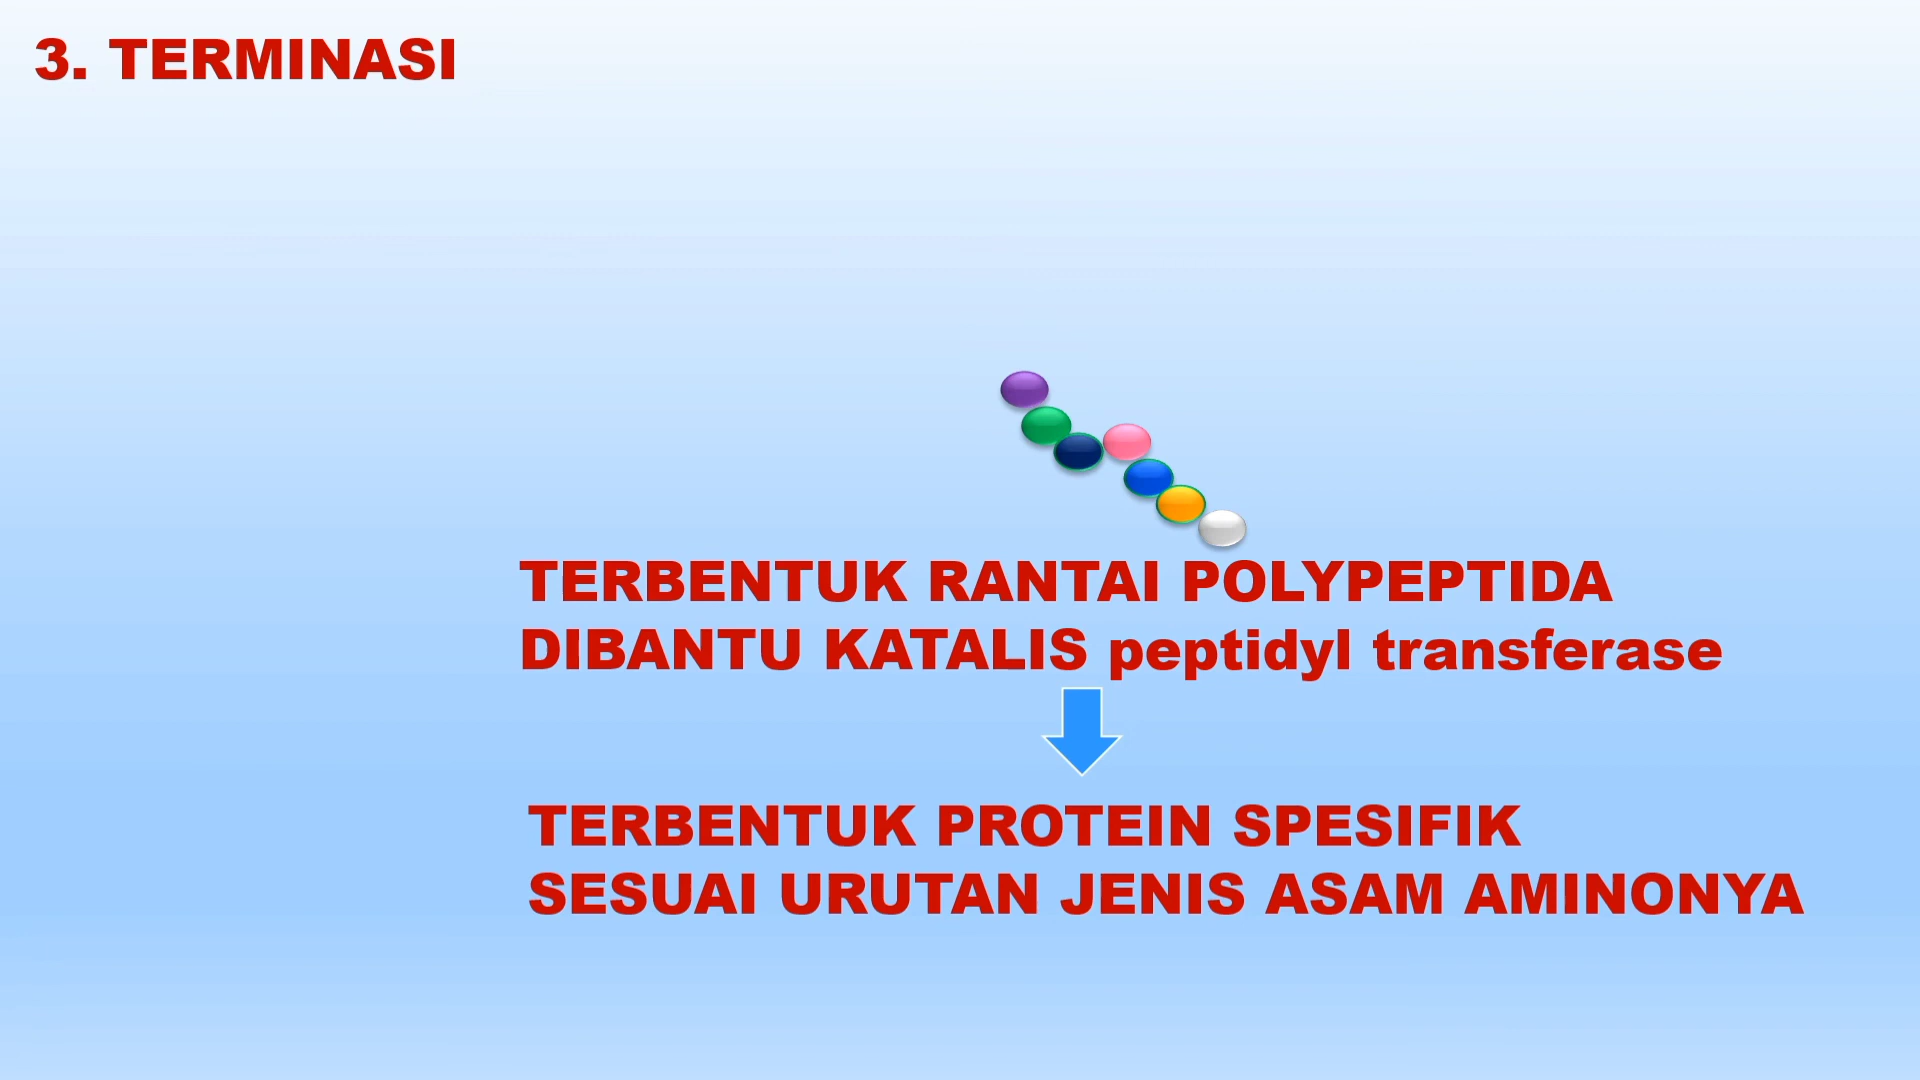 3. TERMINASI
TERBENTUK RANTAI POLYPEPTIDA
DIBANTU KATALIS peptidyl transferase
TERBENTUK PROTEIN SPESIFIK
SESUAI URUTAN JENIS ASAM AMINONYA